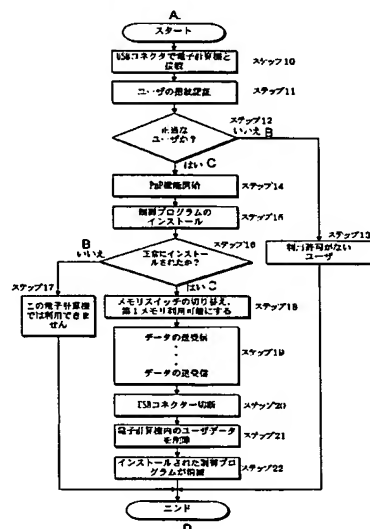 A.
スタート
USBコネクタで電子計算機と
接続
ステップ10
ユーザの指紋認証
ステップ11
ステップ12
正当な
ユーザか?
いいえ B
はい C
PnP機能開始
ステップ14
制御プログラムの
インストール
ステップ15
ステップ13
利用許可がない
ユーザ
B
いいえ
正常にインストー
ルされたか?
ステップ16
はい C
ステップ17
この電子計算機
では利用できま
せん
メモリスイッチの切り替え、
第1メモリ利用可能にする
ステップ18
データの送受信
データの送受信
ステップ19
USBコネクター切断
ステップ20
電子計算機内のユーザデータ
を削除
ステップ21
インストールされた制御プロ
グラムが削除
ステップ22
エンド
D